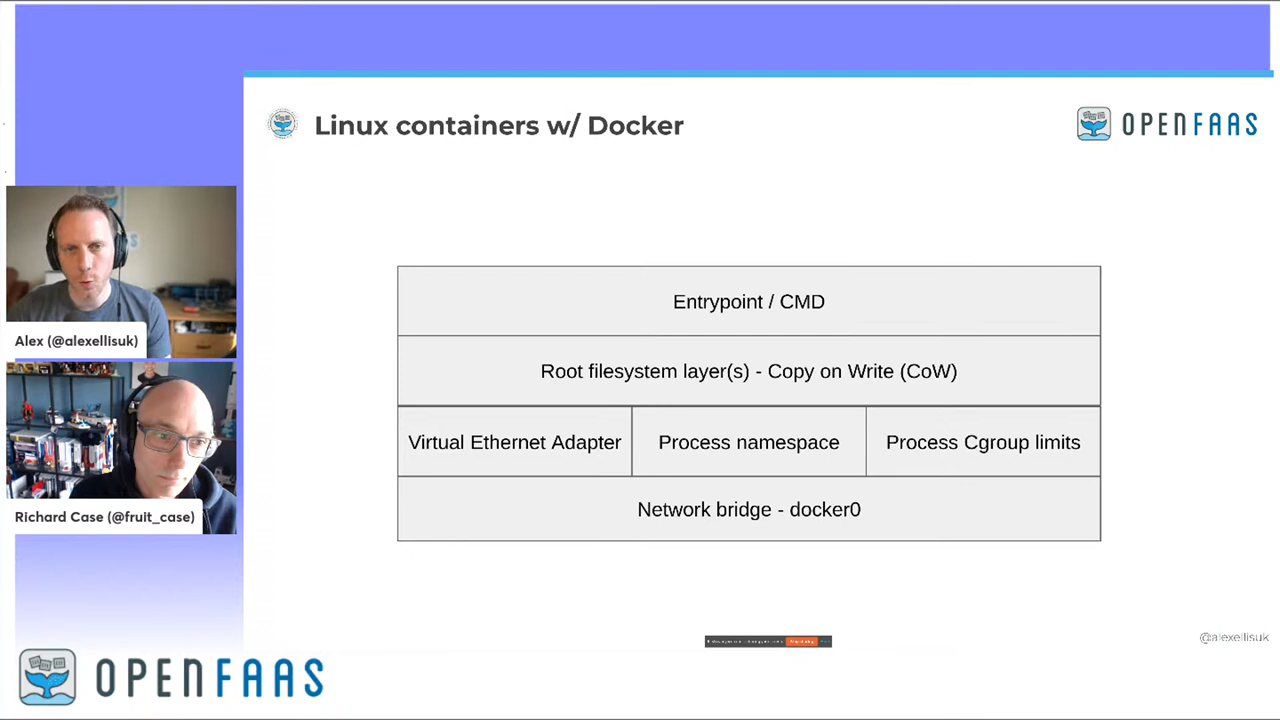 Linux containers w/ Docker
OPENFAAS
Entrypoint / CMD
Root filesystem layer(s) - Copy on Write (CoW)
Virtual Ethernet Adapter
Process namespace
Process Cgroup limits
Network bridge - docker0
Alex (@alexellisuk)
Richard Case (@fruit_case)
@alexellisuk
OPENFAAS